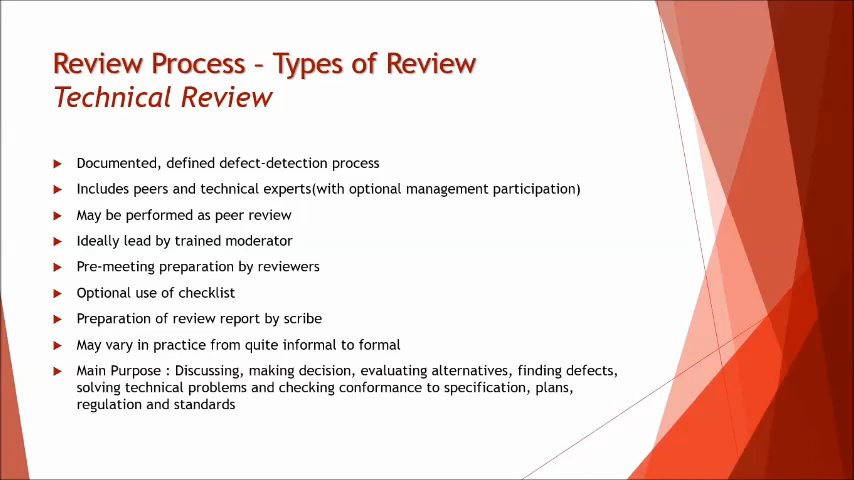 Review Process – Types of Review
Technical Review
Documented, defined defect-detection process
Includes peers and technical experts(with optional management participation)
May be performed as peer review
Ideally lead by trained moderator
Pre-meeting preparation by reviewers
Optional use of checklist
Preparation of review report by scribe
May vary in practice from quite informal to formal
Main Purpose : Discussing, making decision, evaluating alternatives, finding defects,
solving technical problems and checking conformance to specification, plans,
regulation and standards